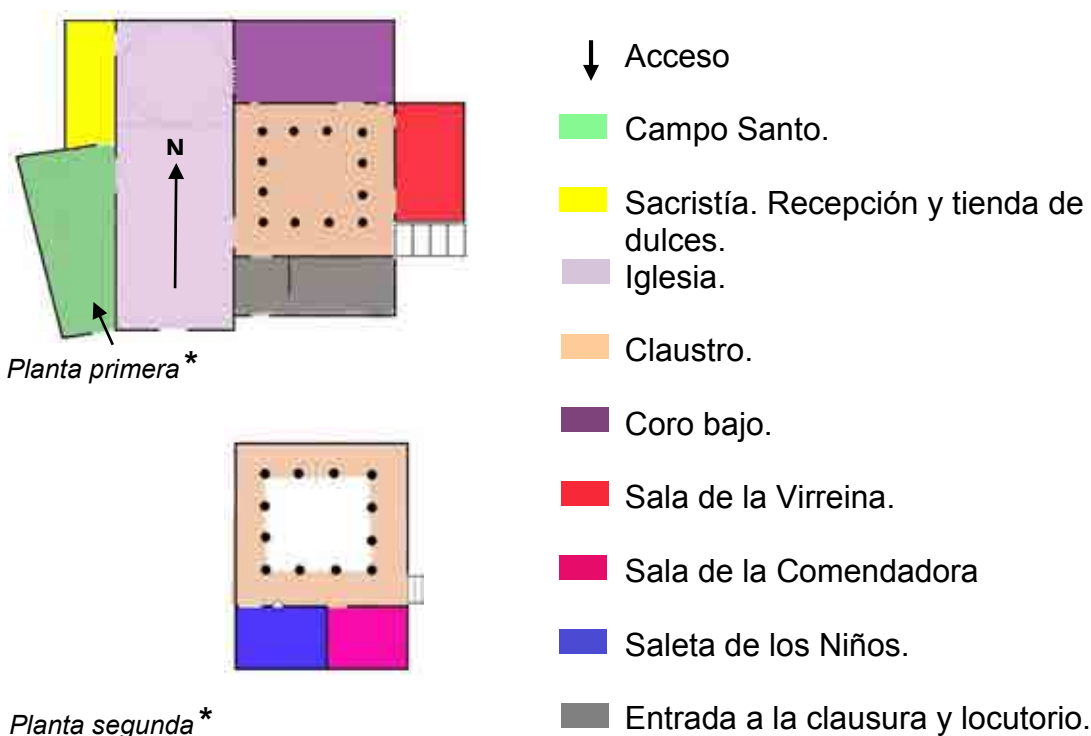 N
Planta primera *
Planta segunda *
Acceso
Campo Santo.
Sacristía. Recepción y tienda de
dulces.
Iglesia.
Claustro.
Coro bajo.
Sala de la Virreina.
Sala de la Comendadora
Saleta de los Niños.
Entrada a la clausura y locutorio.